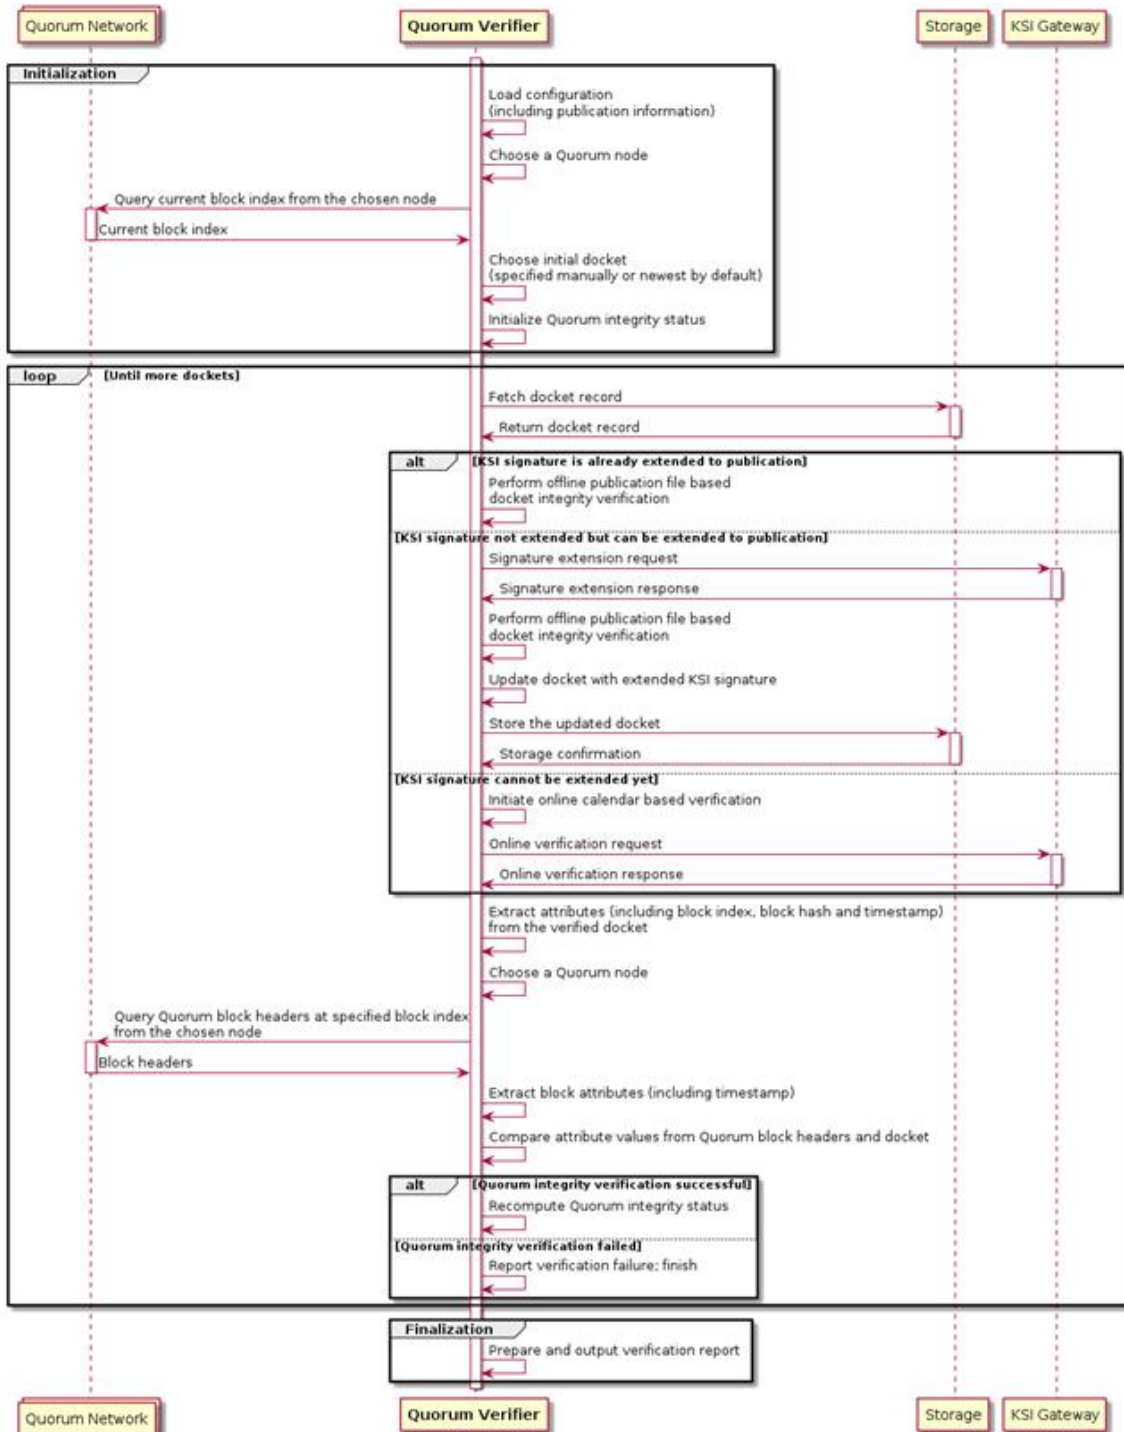 Quorum Network
Quorum Verifier
Storage
KSI Gateway
Initialization
Load configuration
(including publication information)
Choose a Quorum node
Query current block index from the chosen node
Current block index
Choose initial docket
(specified manually or newest by default)
Initialize Quorum integrity status
loop
[Until more dockets]
Fetch docket record
Return docket record
alt
[KSI signature is already extended to publication]
Perform offline publication file based
docket integrity verification
[KSI signature not extended but can be extended to publication]
Signature extension request
Signature extension response
Perform offline publication file based
docket integrity verification
Update docket with extended KSI signature
Store the updated docket
Storage confirmation
[KSI signature cannot be extended yet]
Initiate online calendar based verification
Online verification request
Online verification response
Extract attributes (including block index, block hash and timestamp)
from the verified docket
Choose a Quorum node
Query Quorum block headers at specified block index
from the chosen node
Block headers
Extract block attributes (including timestamp)
Compare attribute values from Quorum block headers and docket
alt
[Quorum integrity verification successful]
Recompute Quorum integrity status
[Quorum integrity verification failed]
Report verification failure; finish
Finalization
Prepare and output verification report
Quorum Network
Quorum Verifier
Storage
KSI Gateway